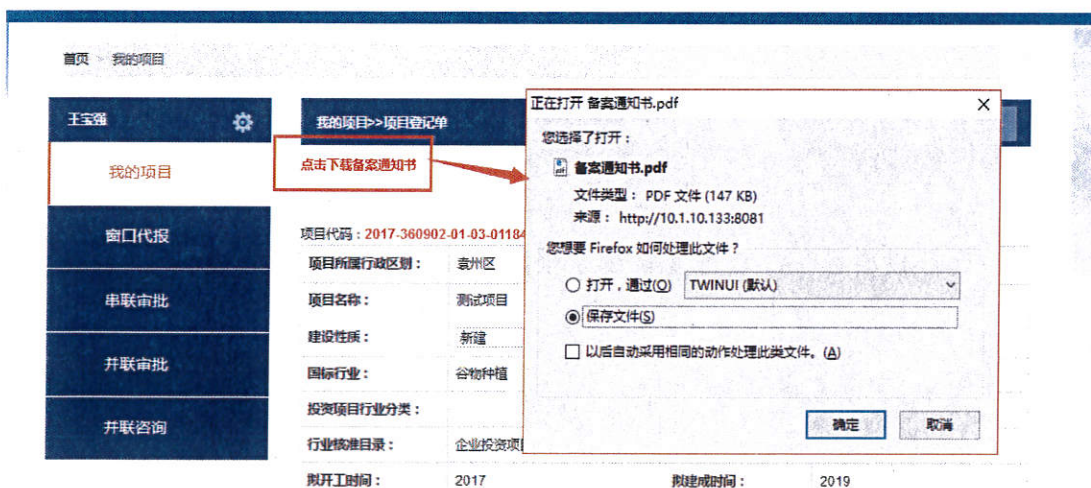 首页 > 我的项目
王宝强
我的项目
窗口代报
串联审批
并联审批
并联咨询
我的项目>>项目登记单
点击下载备案通知书
项目代码：2017-360902-01-03-01184
项目所属行政区划： 袁州区
项目名称： 测试项目
建设性质： 新建
国标行业： 谷物种植
投资项目行业分类：
行业核准目录： 企业投资项
拟开工时间： 2017 拟建成时间： 2019
正在打开 备案通知书.pdf
您选择了打开：
备案通知书.pdf
文件类型： PDF 文件 (147 KB)
来源： http://10.1.10.133:8081
您想要 Firefox 如何处理此文件？
打开，通过(O) TWINUI (默认)
保存文件(S)
以后自动采用相同的动作处理此类文件。(A)
确定 取消